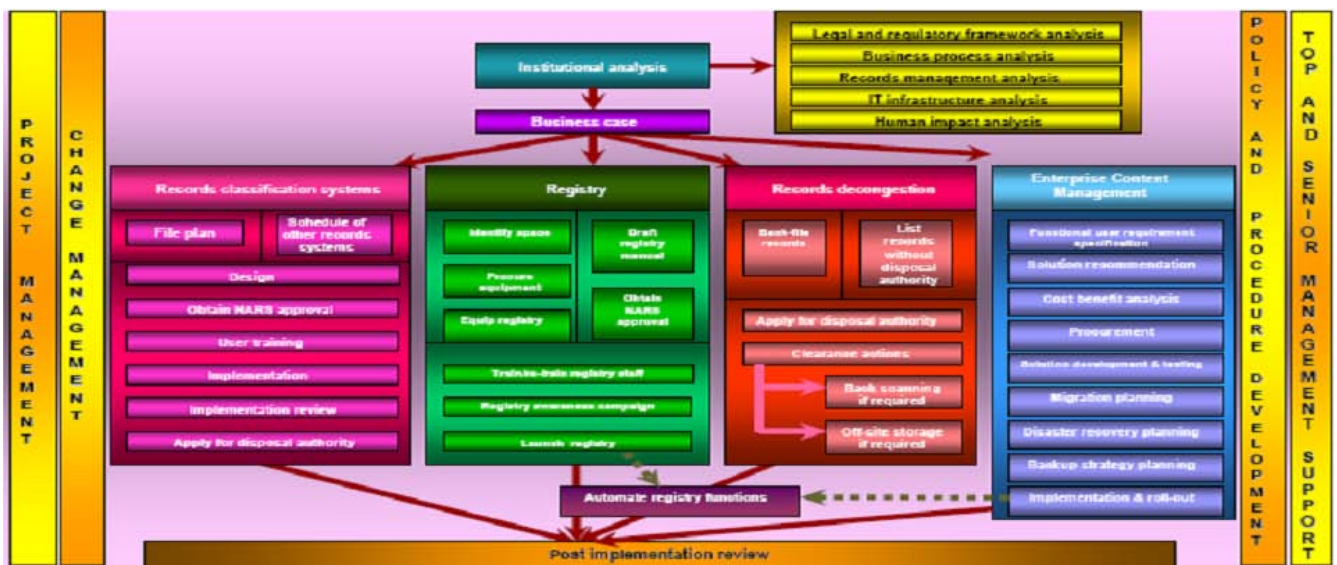 PROJECT MANAGEMENT
CHANGE MANAGEMENT
Institutional analysis
Legal and regulatory framework analysis
Business process analysis
Records management analysis
IT infrastructure analysis
Human impact analysis
Business case
Records classification systems
File plan
Schedule of
other records
systems
Design
Obtain NARS approval
User training
Implementation
Implementation review
Apply for disposal authority
Registry
Identify space
Procure
equipment
Equip registry
Draft
registry
manual
Obtain
NARS
approval
Train/re-train registry staff
Registry awareness campaign
Launch registry
Records decongestion
Back-file
records
List
records
without
disposal
authority
Apply for disposal authority
Clearance actions
Back scanning
if required
Off-site storage
if required
Enterprise Content
Management
Functional user requirement
specification
Solution recommendation
Cost benefit analysis
Procurement
Solution development & testing
Migration planning
Disaster recovery planning
Backup strategy planning
Implementation & roll-out
Automate registry functions
Post implementation review
POLICY AND PROCEDURE DEVELOPMENT
TOP AND SENIOR MANAGEMENT SUPPORT